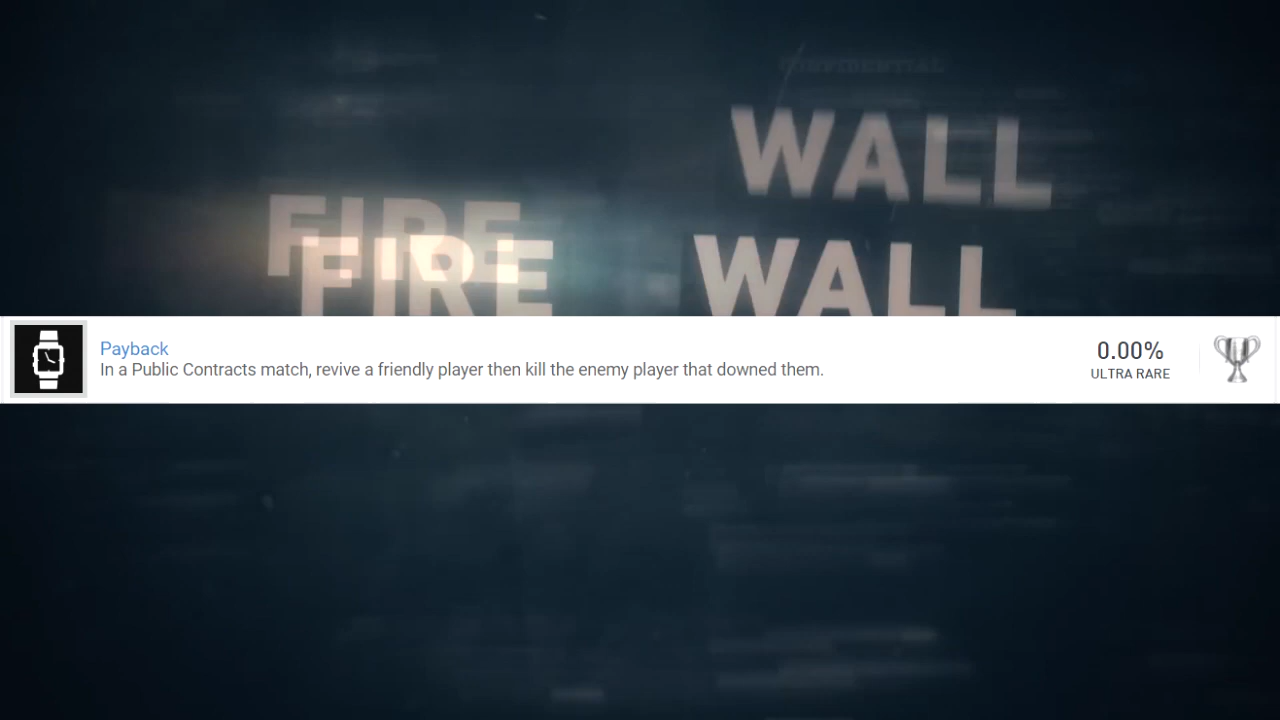 CONFIDENTIAL
WALL
FIRE
FIRE WALL
Payback
In a Public Contracts match, revive a friendly player then kill the enemy player that downed them.
0.00%
ULTRA RARE